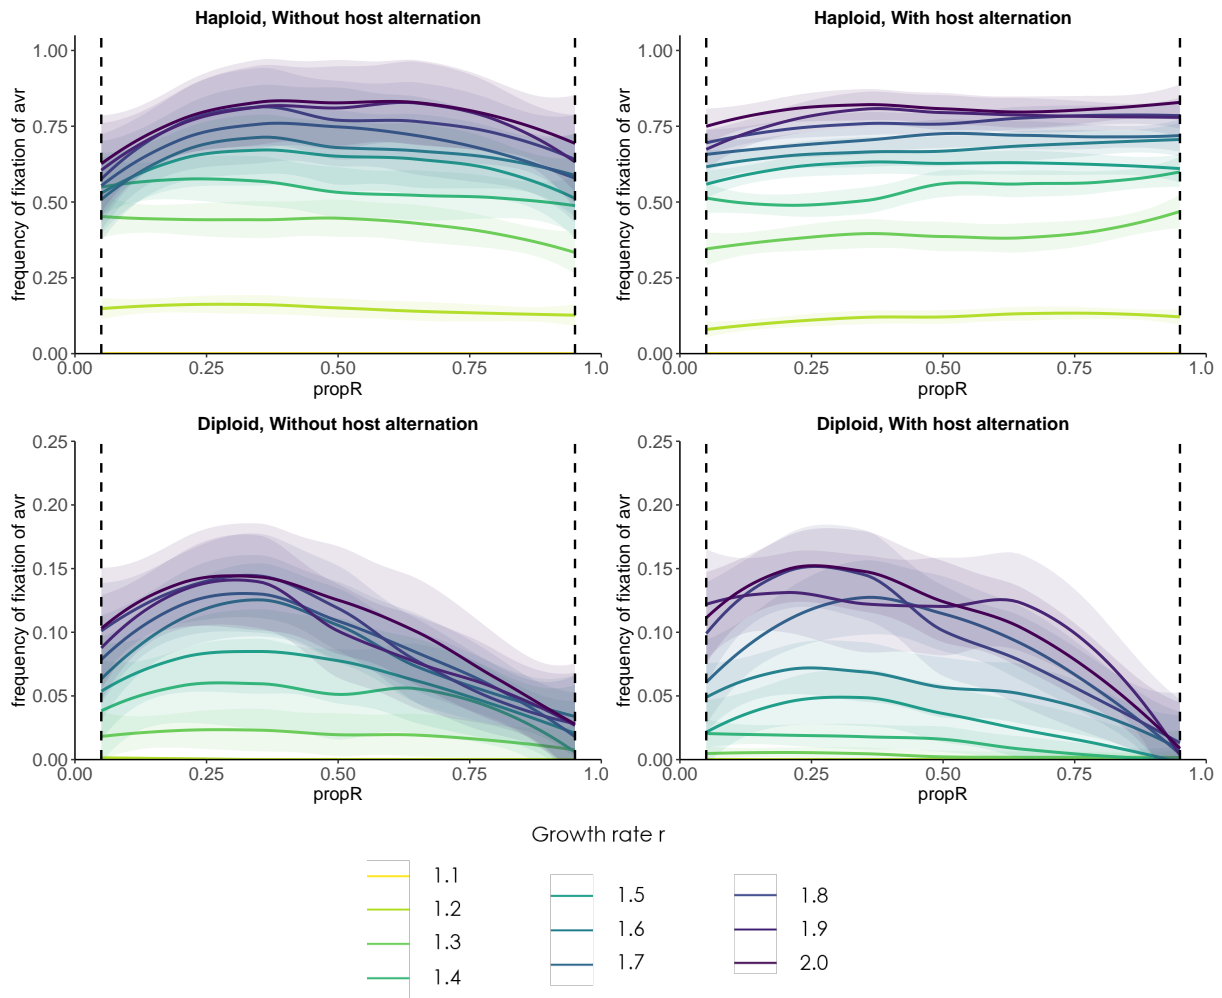 Haploid, Without host alternation
frequency of fixation of avr
1.00
0.75
0.50
0.25
0.00
0.00 0.25 0.50 0.75 1.0
propR
Haploid, With host alternation
frequency of fixation of avr
1.00
0.75
0.50
0.25
0.00
0.00 0.25 0.50 0.75 1.0
propR
Diploid, Without host alternation
frequency of fixation of avr
0.25
0.20
0.15
0.10
0.05
0.00
0.00 0.25 0.50 0.75 1.0
propR
Diploid, With host alternation
frequency of fixation of avr
0.25
0.20
0.15
0.10
0.05
0.00
0.00 0.25 0.50 0.75 1.0
propR
Growth rate r
1.1
1.2
1.3
1.4
1.5
1.6
1.7
1.8
1.9
2.0